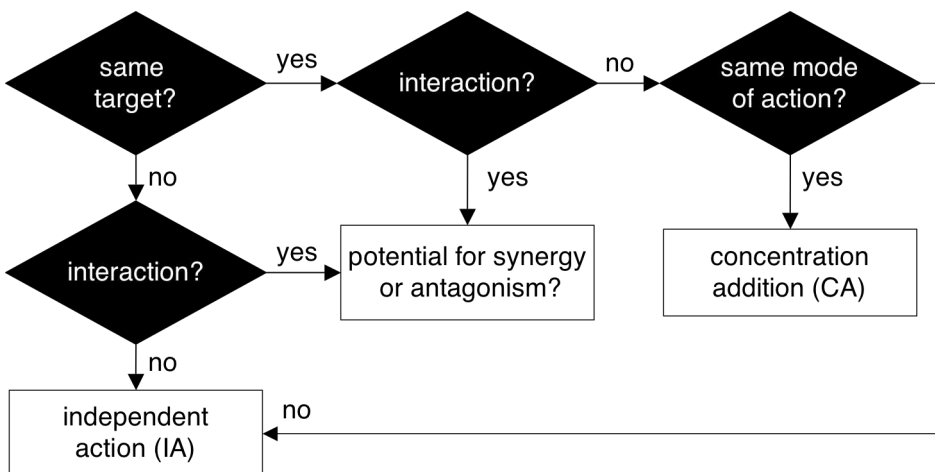 same
target?
yes
interaction?
no
same mode
of action?
no
yes
yes
interaction?
yes
potential for synergy
or antagonism?
concentration
addition (CA)
no
independent
action (IA)
no